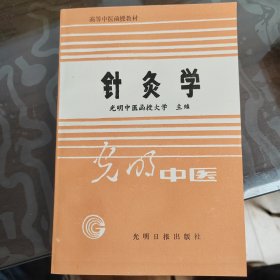 高等中医函授教材
针灸学
光明中医函授大学 主编
光明中医
光明日报出版社